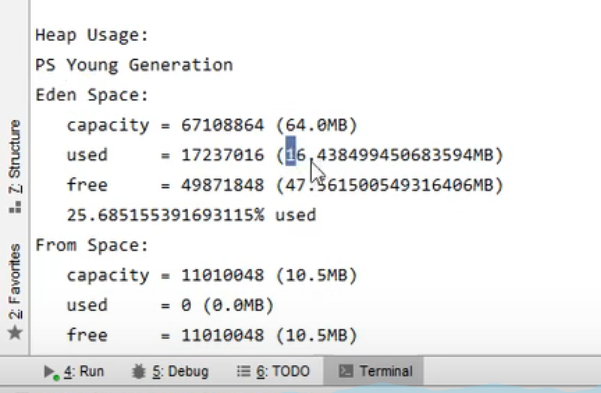 Heap Usage:
PS Young Generation
Eden Space:
capacity = 67108864 (64.0MB)
used = 17237016 (16.438499450683594MB)
free = 49871848 (47.561500549316406MB)
25.685155391693115% used
From Space:
capacity = 11010048 (10.5MB)
used = 0 (0.0MB)
free = 11010048 (10.5MB)
7: Structure
2: Favorites
4: Run 5: Debug 6: TODO Terminal